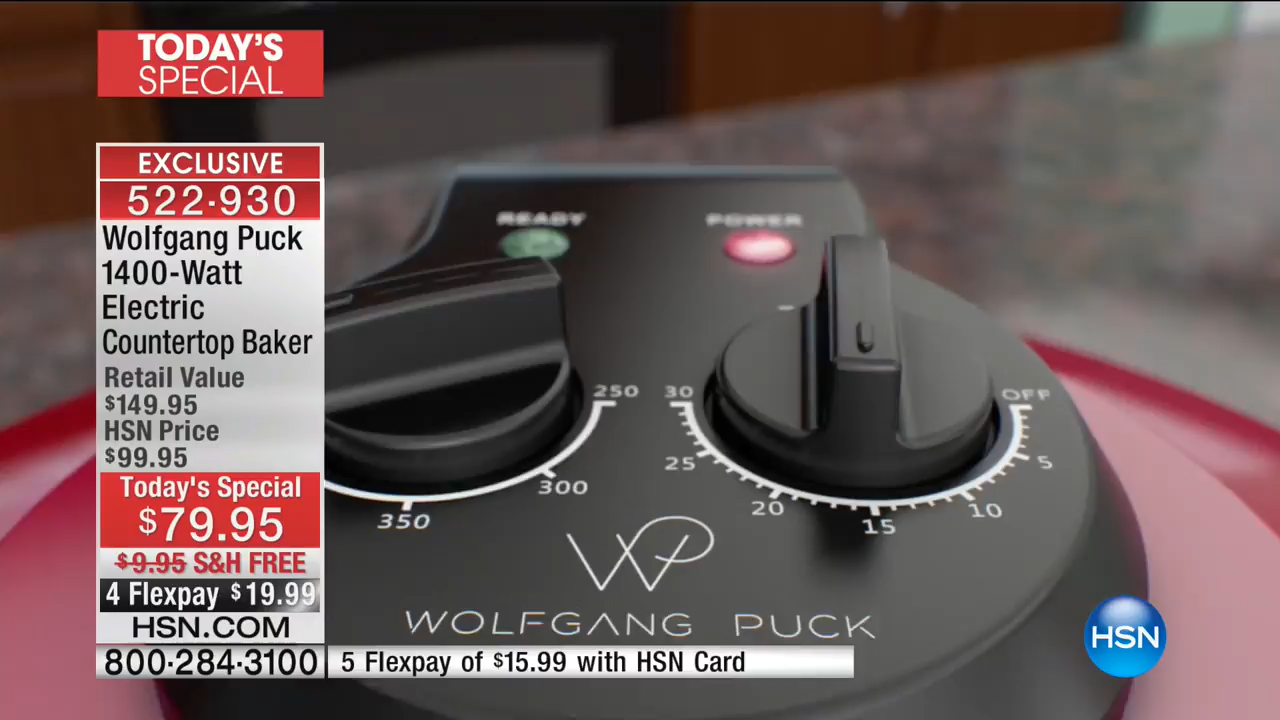 TODAY'S
SPECIAL
EXCLUSIVE
522-930
Wolfgang Puck
1400-Watt
Electric
Countertop Baker
Retail Value
$149.95
HSN Price
$99.95
Today's Special
$79.95
$9.95 S&H FREE
4 Flexpay $19.99
HSN.COM
800-284-3100
5 Flexpay of $15.99 with HSN Card
READY
POWER
250
300
350
30
25
20
15
10
5
OFF
WP
WOLFGANG PUCK
HSN